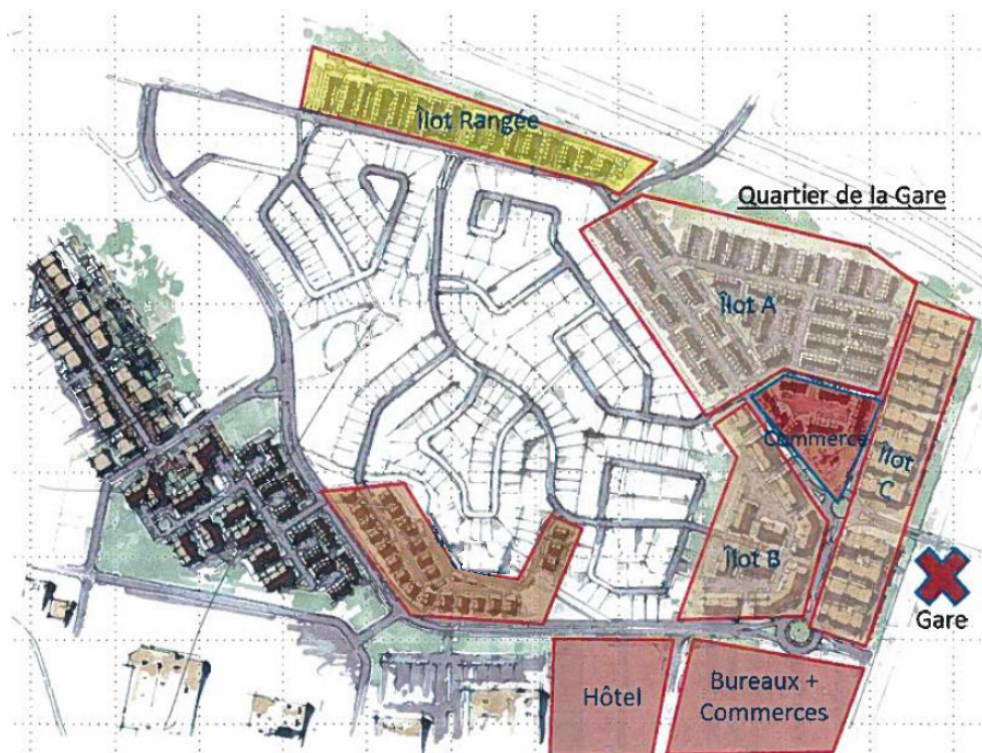 Îlot Rangée
Quartier de la Gare
Îlot A
Commerce
Îlot
C
Îlot B
Gare
Hôtel
Bureaux +
Commerces